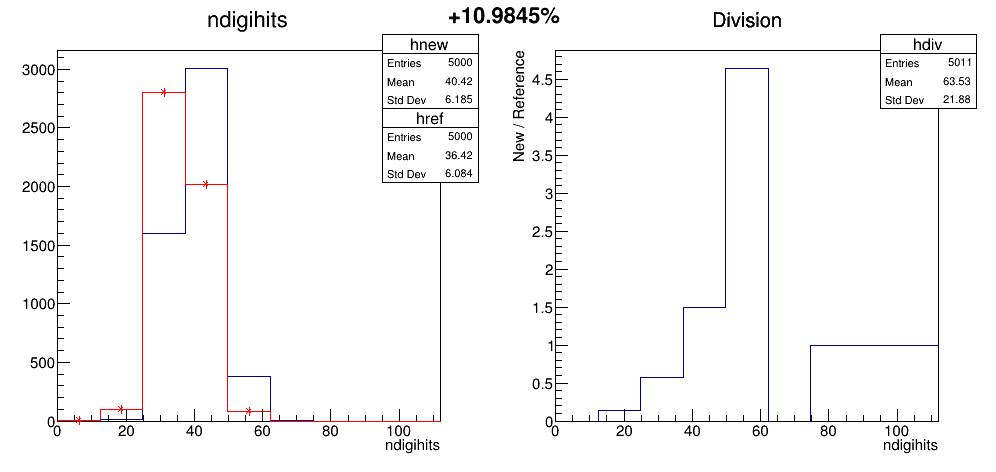 +10.9845%
ndigihits
hnew
Entries 5000
Mean 40.42
Std Dev 6.185
href
Entries 5000
Mean 36.42
Std Dev 6.084
3000
2500
2000
1500
1000
500
0
0 20 40 60 80 100
ndigihits
Division
hdiv
Entries 5011
Mean 63.53
Std Dev 21.88
New / Reference
4.5
4
3.5
3
2.5
2
1.5
1
0.5
0
0 20 40 60 80 100
ndigihits